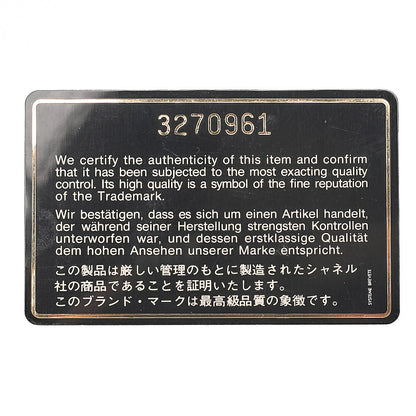 3270961
We certify the authenticity of this item and confirm
that it has been subjected to the most exacting quality
control. Its high quality is a symbol of the fine reputation
of the Trademark.
Wir bestätigen, dass es sich um einen Artikel handelt,
der während seiner Herstellung strengsten Kontrollen
unterworfen war, und dessen erstklassige Qualität
dem hohen Ansehen unserer Marke entspricht.
この製品は厳しい管理のもとに製造されたシャネル
社の商品であることを証明いたします。
このブランド・マークは最高級品質の象徴です。
SYSTEME BREVETE